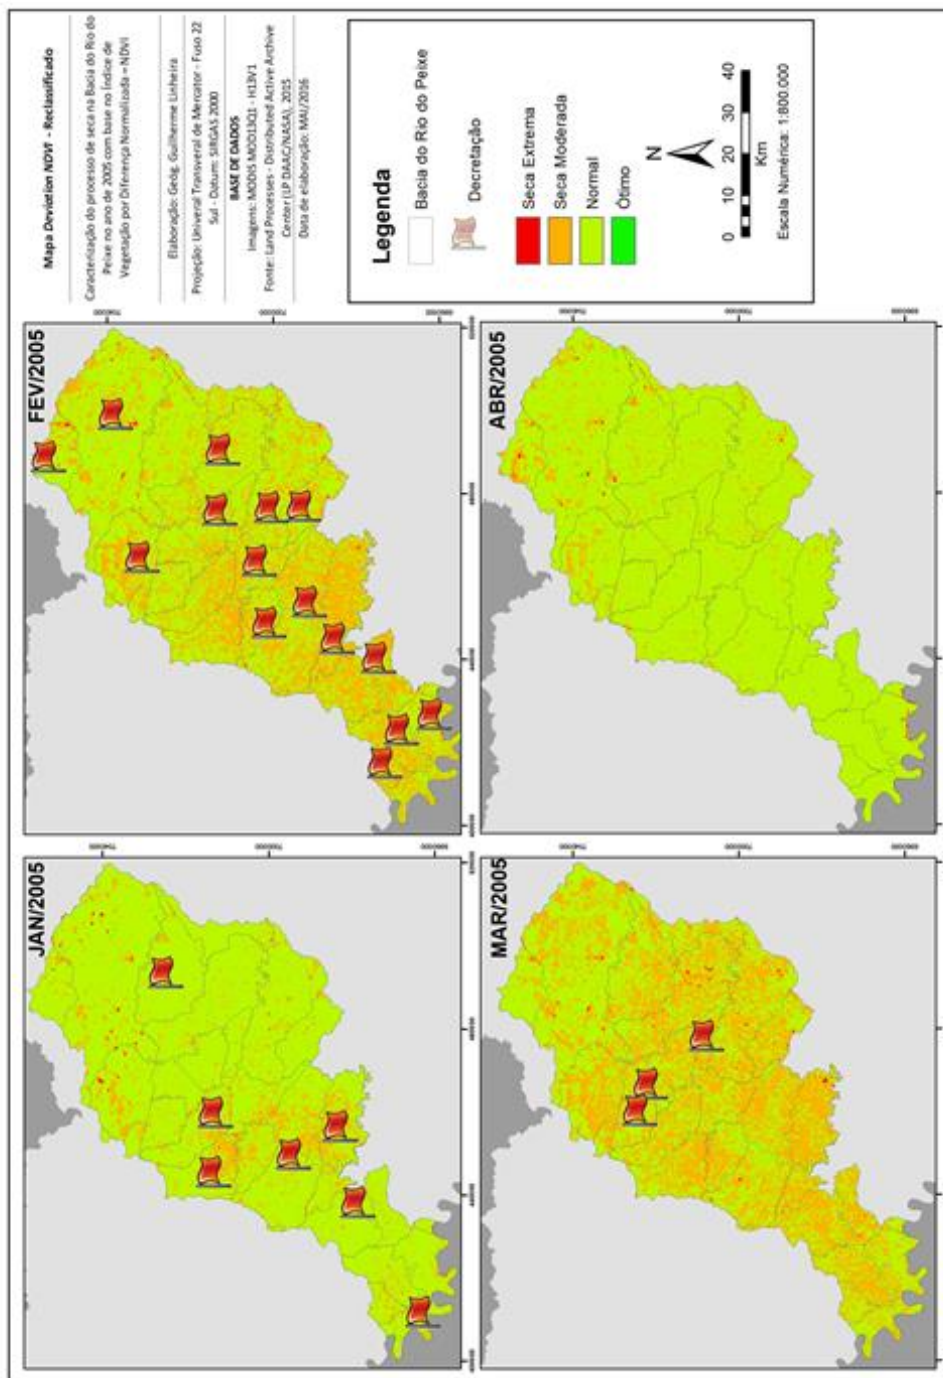 Mapa Deviation NDVI - Reclassificado
Caracterização do processo de seca na Bacia do Rio do
Peixe no ano de 2005 com base no Índice de
Vegetação por Diferença Normalizada – NDVI
Elaboração: Geóg. Guilherme Linheira
Projeção: Univeral Transveral de Mercator - Fuso 22
Sul - Datum: SIRGAS 2000
BASE DE DADOS
Imagens: MODIS MOD13Q1 - H13V1
Fonte: Land Processes - Distributed Active Archive
Center (LP DAAC/NASA), 2015
Data de elaboração: MAI/2016
JAN/2005
FEV/2005
MAR/2005
ABR/2005
Legenda
Bacia do Rio do Peixe
Decretação
Seca Extrema
Seca Moderada
Normal
Ótimo
N
0 10 20 30 40
Km
Escala Numérica: 1:800.000